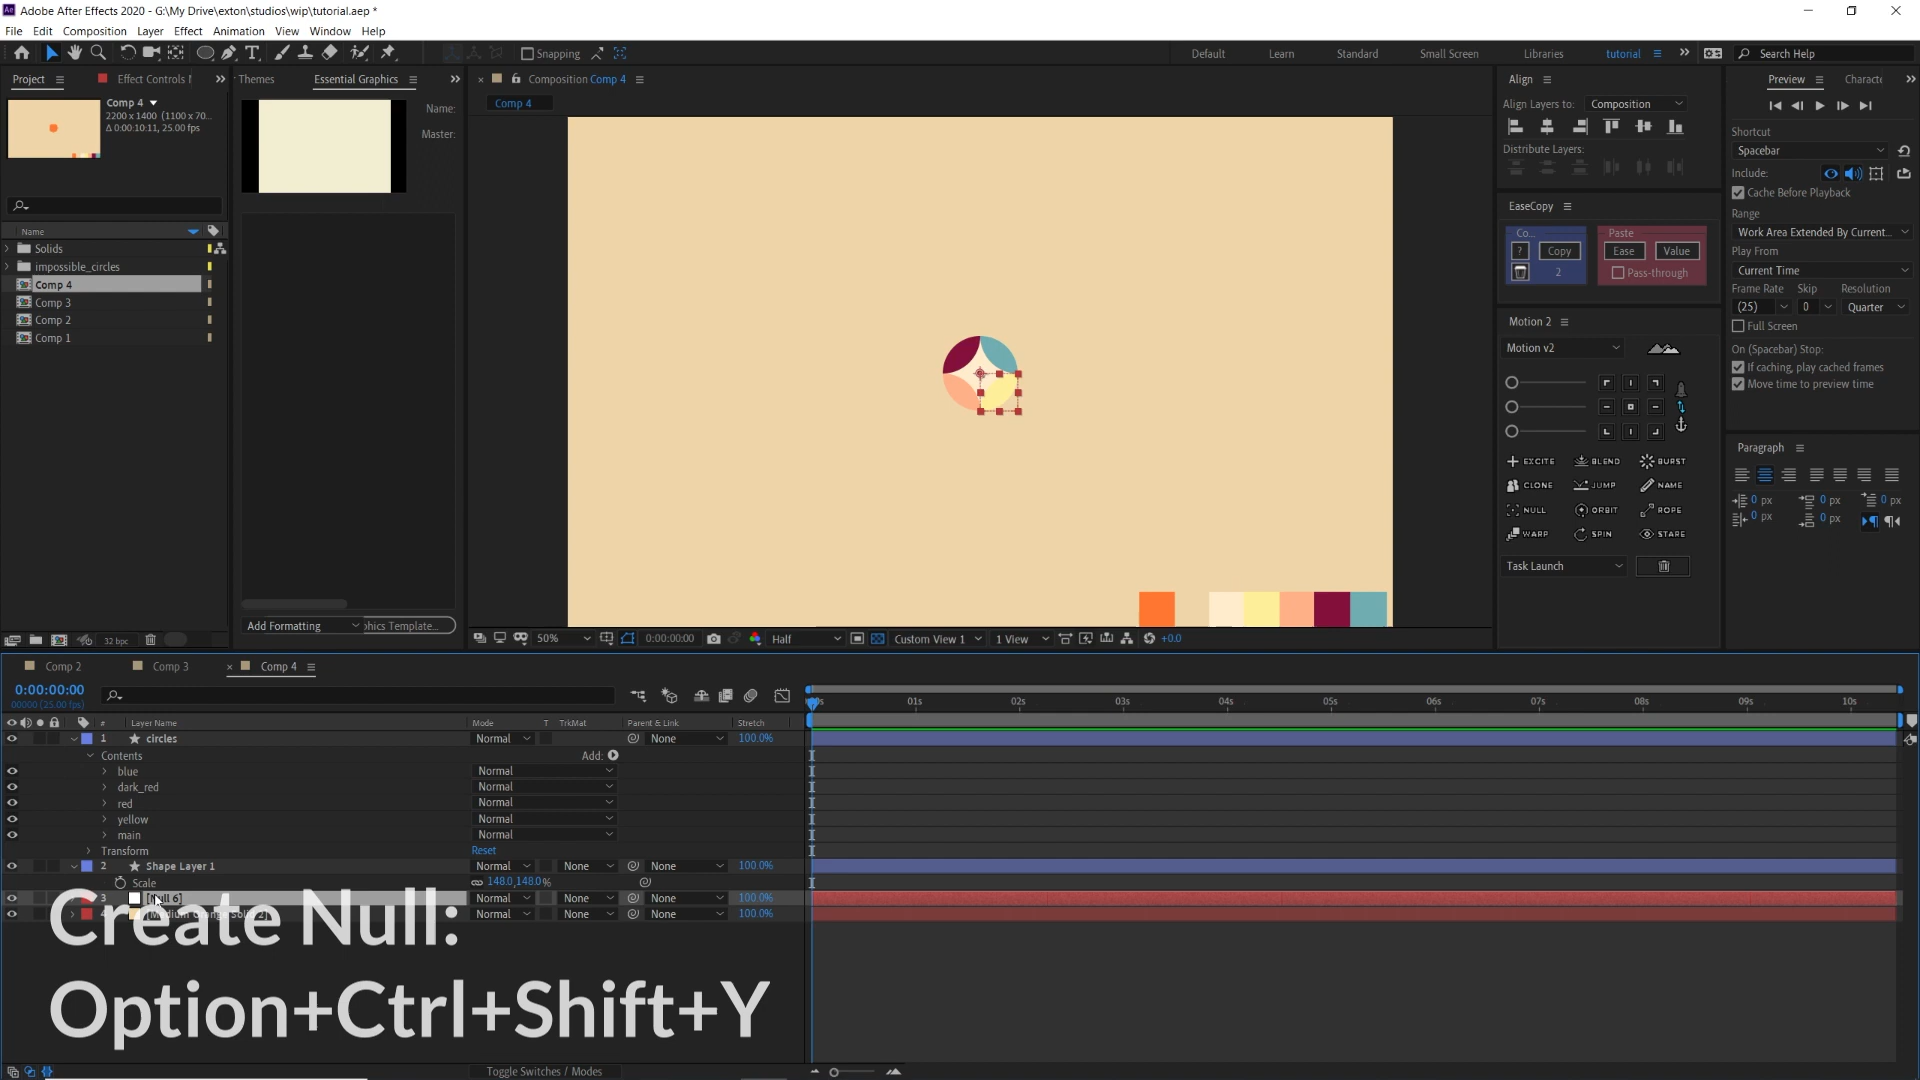 Adobe After Effects 2020 - G:\My Drive\exton\studios\wip\tutorial.aep *
File Edit Composition Layer Effect Animation View Window Help
Snapping
Default Learn Standard Small Screen Libraries tutorial Search Help
Project Effect Controls Themes Essential Graphics Composition Comp 4 Align Preview
Comp 4
2200 x 1400 (1100 x 70...
Δ 0:00:10:11, 25.00 fps
Name:
Master:
Comp 4
Align Layers to: Composition
Distribute Layers:
Shortcut
Spacebar
Include:
Cache Before Playback
Range
Work Area Extended By Current...
Play From
Current Time
Frame Rate Skip Resolution
(25) 0 Quarter
Full Screen
On (Spacebar) Stop:
If caching, play cached frames
Move time to preview time
Name
Solids
impossible_circles
Comp 4
Comp 3
Comp 2
Comp 1
EaseCopy
Co... Paste
? Copy Ease Value
2 Pass-through
Motion 2
Motion v2
EXCITE BLEND BURST
CLONE JUMP NAME
NULL ORBIT ROPE
WARP SPIN STARE
Task Launch
Paragraph
0 px 0 px 0 px
0 px 0 px
32 bpc
Add Formatting
50% 0:00:00:00 Half Custom View 1 1 View +0.0
Comp 2 Comp 3 Comp 4
0:00:00:00
00000 (25.00 fps)
01s 02s 03s 04s 05s 06s 07s 08s 09s 10s
# Layer Name Mode T TrkMat Parent & Link Stretch
1 circles Normal None 100.0%
Contents Add:
blue Normal
dark_red Normal
red Normal
yellow Normal
main Normal
Transform Reset
2 Shape Layer 1 Normal None None 100.0%
Scale 148.0,148.0%
3 Normal None None 100.0%
4 Normal None None 100.0%
Create Null:
Option+Ctrl+Shift+Y
Toggle Switches / Modes